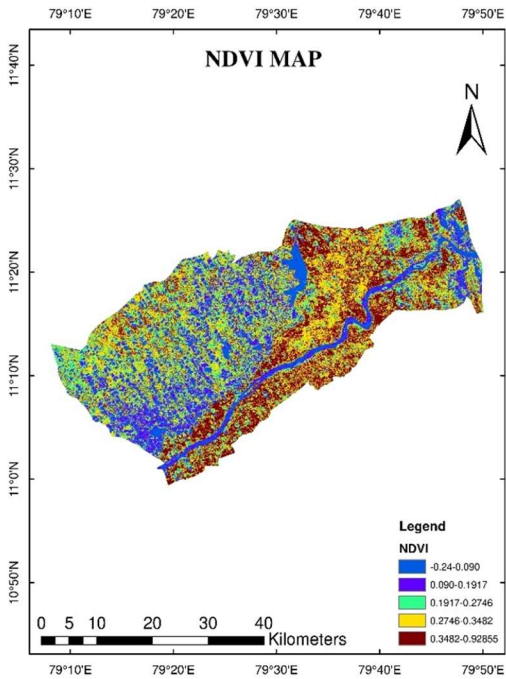 79°10'E 79°20'E 79°30'E 79°40'E 79°50'E
NDVI MAP
N
11°40'N
11°30'N
11°20'N
11°10'N
11°0'N
10°50'N
Legend
NDVI
-0.24-0.090
0.090-0.1917
0.1917-0.2746
0.2746-0.3482
0.3482-0.92855
0 5 10 20 30 40
Kilometers
79°10'E 79°20'E 79°30'E 79°40'E 79°50'E